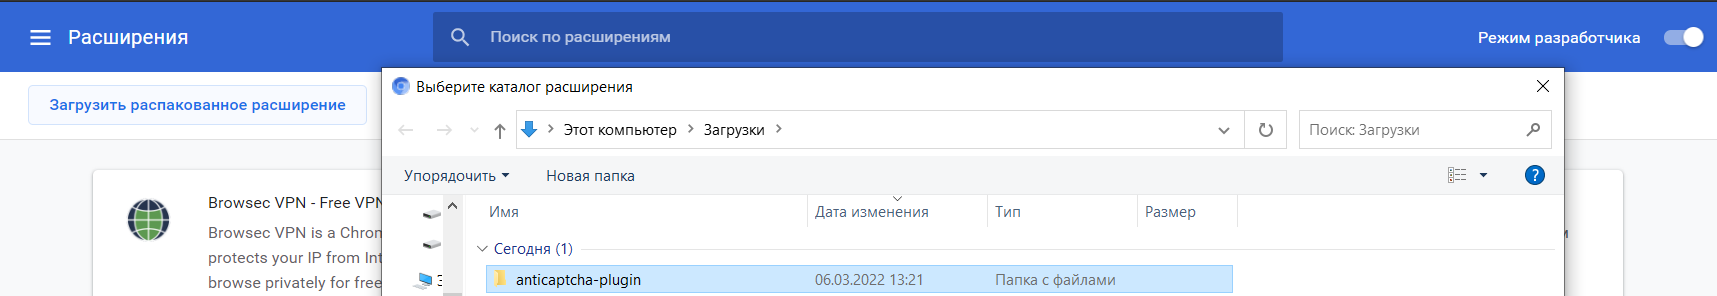 Расширения
Поиск по расширениям
Режим разработчика
Загрузить распакованное расширение
Выберите каталог расширения
Этот компьютер
Загрузки
Поиск: Загрузки
Упорядочить
Новая папка
?
Имя
Дата изменения
Тип
Размер
Browsec VPN - Free VPN
Browsec VPN is a Chrom
protects your IP from Int
browse privately for free
Сегодня (1)
anticaptcha-plugin
06.03.2022 13:21
Папка с файлами